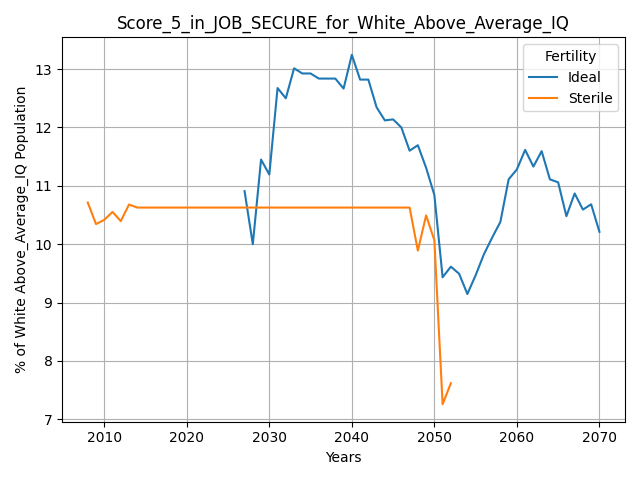 Score_5_in_JOB_SECURE_for_White_Above_Average_IQ
% of White Above_Average_IQ Population
13
12
11
10
9
8
7
Fertility
Ideal
Sterile
2010 2020 2030 2040 2050 2060 2070
Years